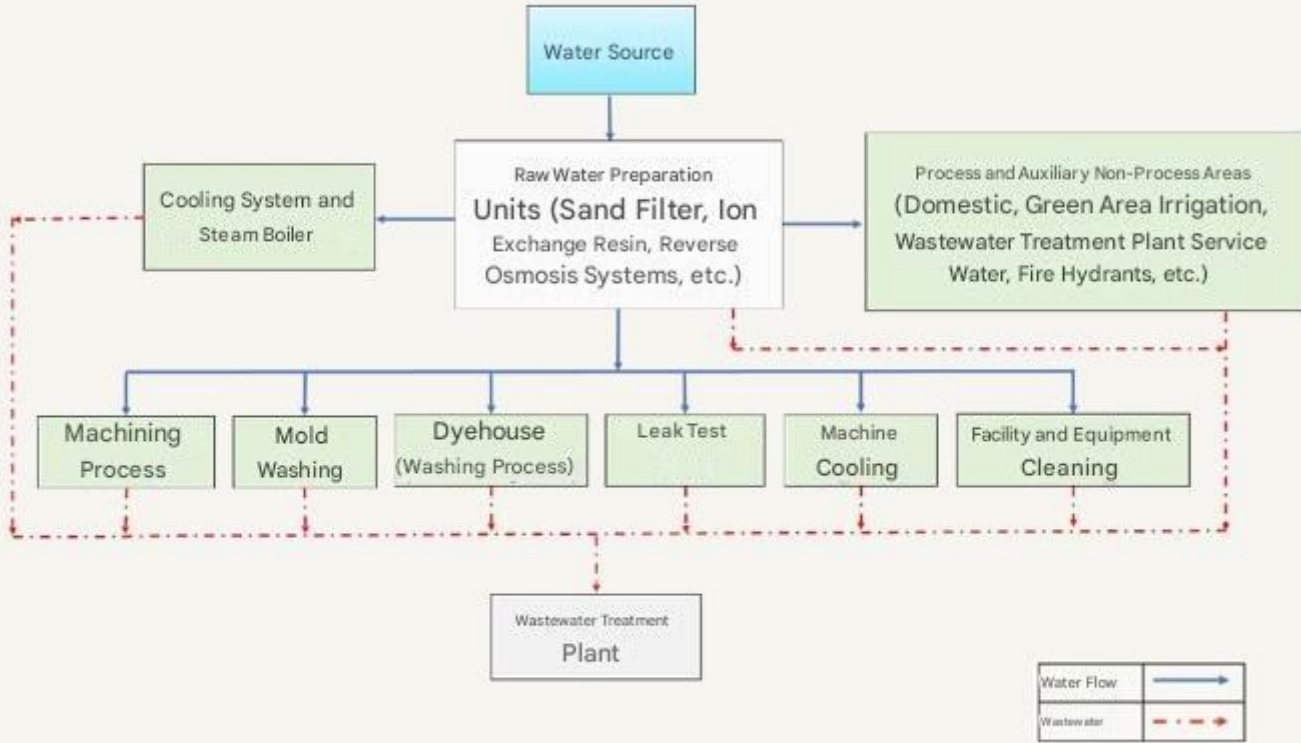 Water Source
Raw Water Preparation
Units (Sand Filter, Ion
Exchange Resin, Reverse
Osmosis Systems, etc.)
Cooling System and
Steam Boiler
Process and Auxiliary Non-Process Areas
(Domestic, Green Area Irrigation,
Wastewater Treatment Plant Service
Water, Fire Hydrants, etc.)
Machining
Process
Mold
Washing
Dyehouse
(Washing Process)
Leak Test
Machine
Cooling
Facility and Equipment
Cleaning
Wastewater Treatment
Plant
Water Flow
Wastewater